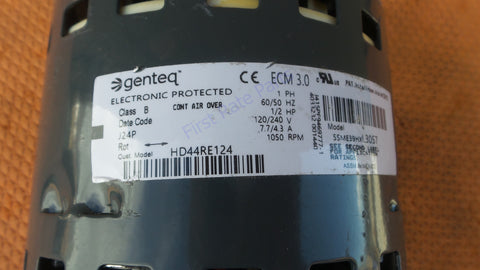 genteq
CE ECM 3.0
ELECTRONIC PROTECTED
Class B CONT AIR OVER
Date Code
J24P
Rot
Cust. Model HD44RE124
1 PH
60/50 HZ
1/2 HP
120/240 V
7.7/4.3 A
1050 RPM
Model
SEE SECOND
First Rate Parts